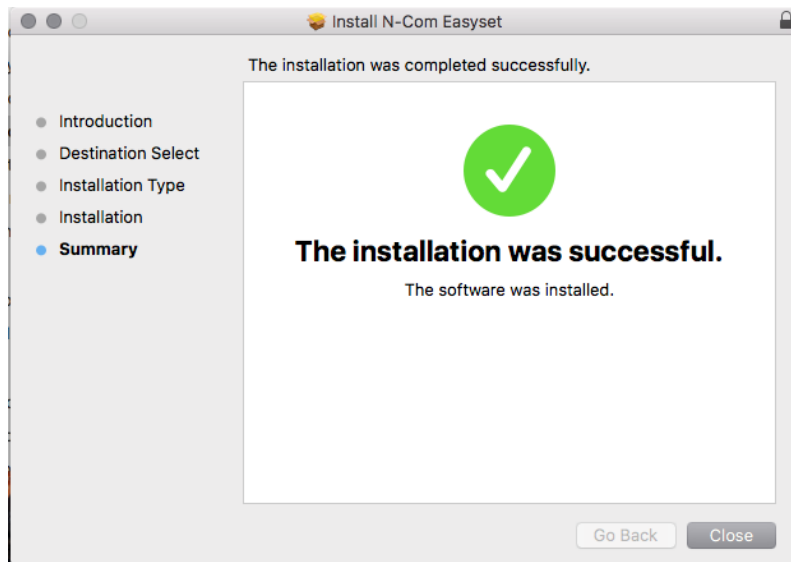 Install N-Com Easyset
The installation was completed successfully.
Introduction
Destination Select
Installation Type
Installation
Summary
The installation was successful.
The software was installed.
Go Back
Close